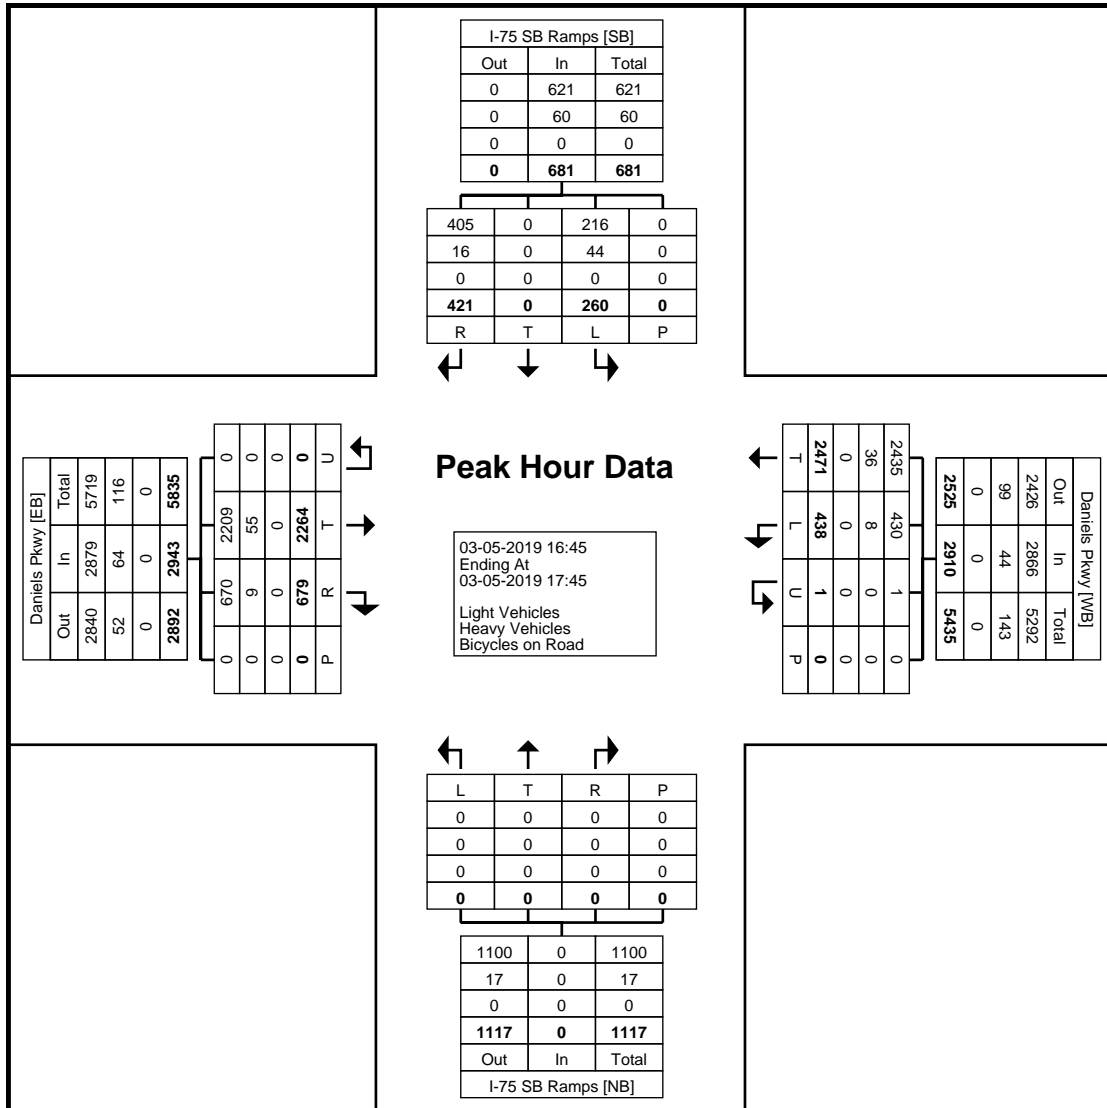 I-75 SB Ramps [SB]
Out In Total
0 621 621
0 60 60
0 0 0
0 681 681
405 0 216 0
16 0 44 0
0 0 0 0
421 0 260 0
R T L P
Daniels Pkwy [EB]
Total In Out
5719 2879 2840
116 64 52
0 0 0
5835 2943 2892
0 2209 670 0
0 55 9 0
0 0 0 0
0 2264 679 0
U T R P
Peak Hour Data
03-05-2019 16:45
Ending At
03-05-2019 17:45
Light Vehicles
Heavy Vehicles
Bicycles on Road
Daniels Pkwy [WB]
Out In Total
2426 2866 5292
99 44 143
0 0 0
2525 2910 5435
2435 430 1 0
36 8 0 0
0 0 0 0
2471 438 1 0
T L U P
L T R P
0 0 0 0
0 0 0 0
0 0 0 0
0 0 0 0
1100 0 1100
17 0 17
0 0 0
1117 0 1117
Out In Total
I-75 SB Ramps [NB]